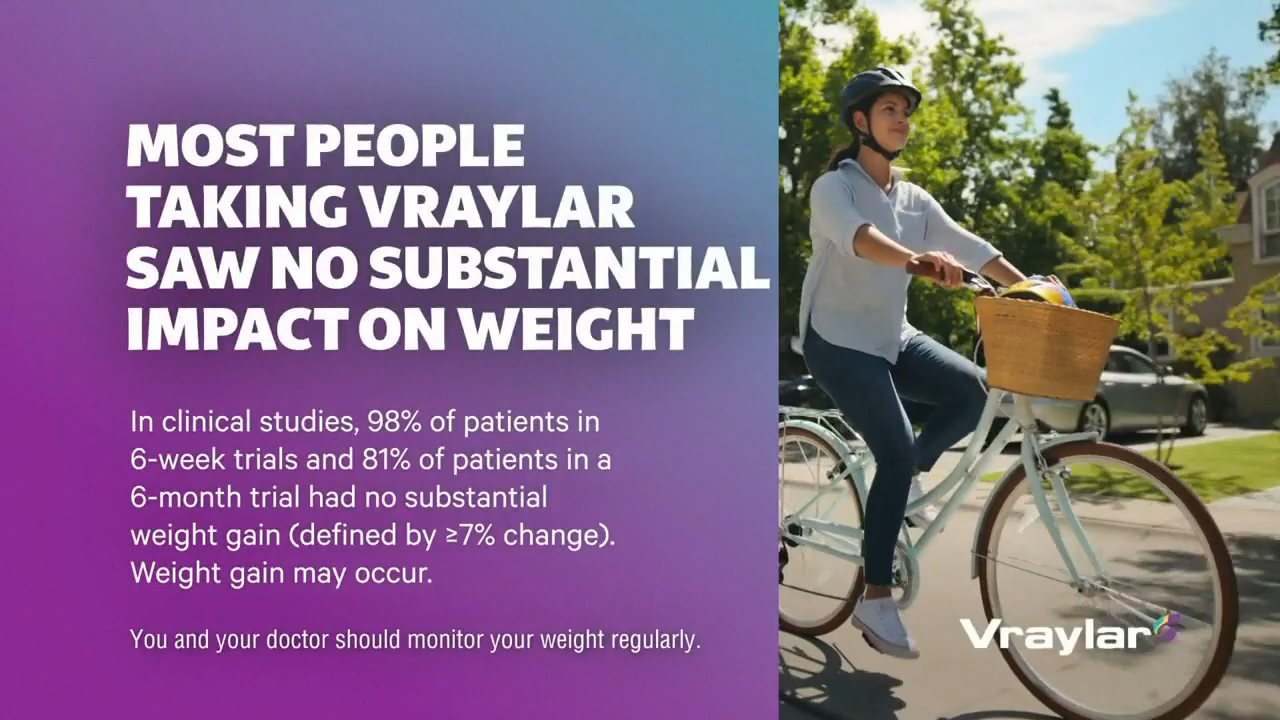 MOST PEOPLE
TAKING VRAYLAR
SAW NO SUBSTANTIAL
IMPACT ON WEIGHT
In clinical studies, 98% of patients in
6-week trials and 81% of patients in a
6-month trial had no substantial
weight gain (defined by ≥7% change).
Weight gain may occur.
You and your doctor should monitor your weight regularly.
Vraylar